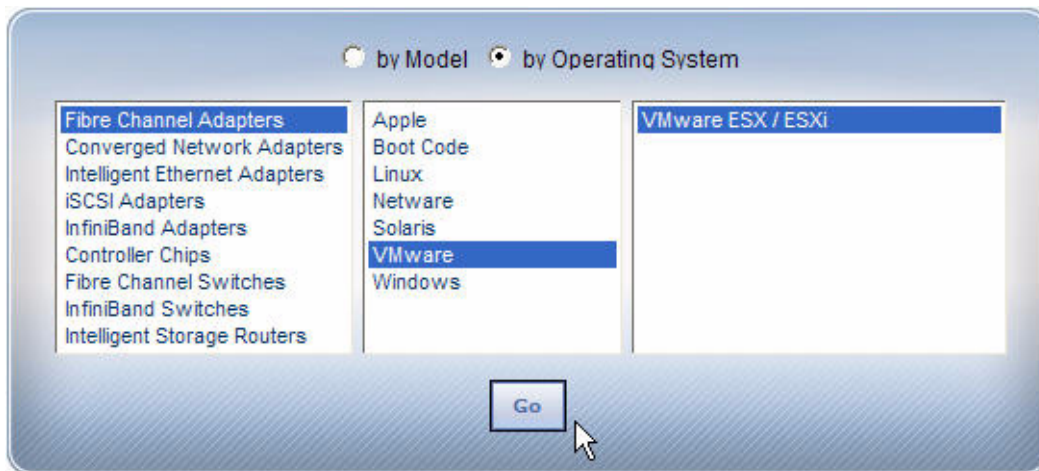 by Model by Operating System
Fibre Channel Adapters
Converged Network Adapters
Intelligent Ethernet Adapters
iSCSI Adapters
InfiniBand Adapters
Controller Chips
Fibre Channel Switches
InfiniBand Switches
Intelligent Storage Routers
Apple
Boot Code
Linux
Netware
Solaris
VMware
Windows
VMware ESX / ESXi
Go